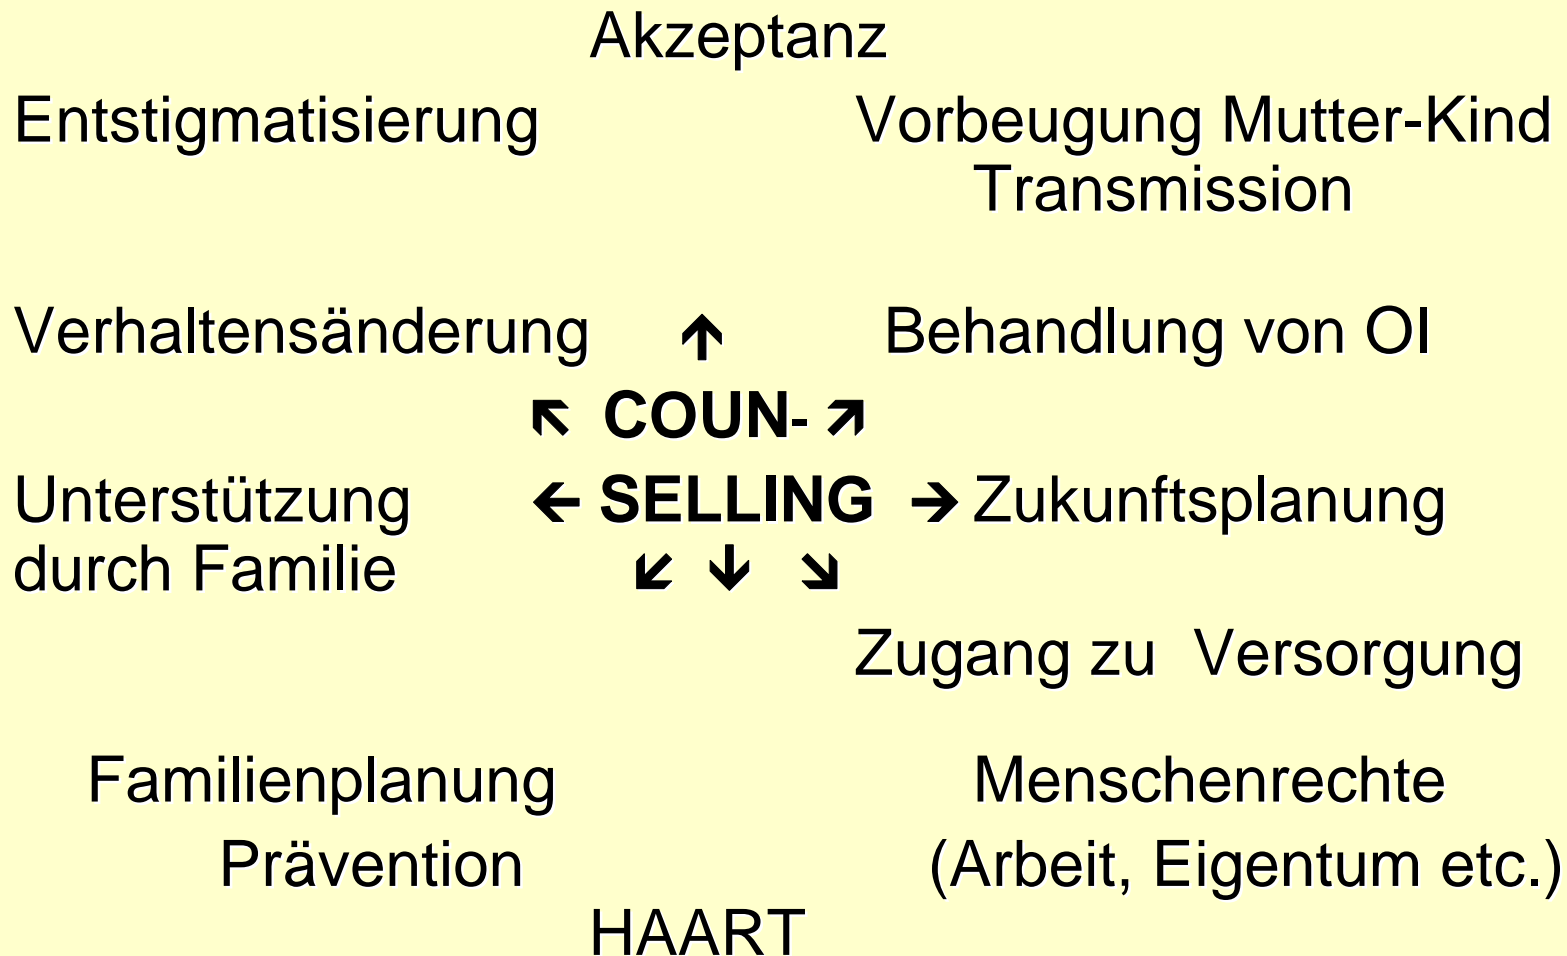 Akzeptanz
Entstigmatisierung Vorbeugung Mutter-Kind
Transmission
Verhaltensänderung ↑ Behandlung von OI
↖ COUN- ↗
Unterstützung ← SELLING → Zukunftsplanung
durch Familie ↙ ↓ ↘
Zugang zu Versorgung
Familienplanung Menschenrechte
Prävention (Arbeit, Eigentum etc.)
HAART